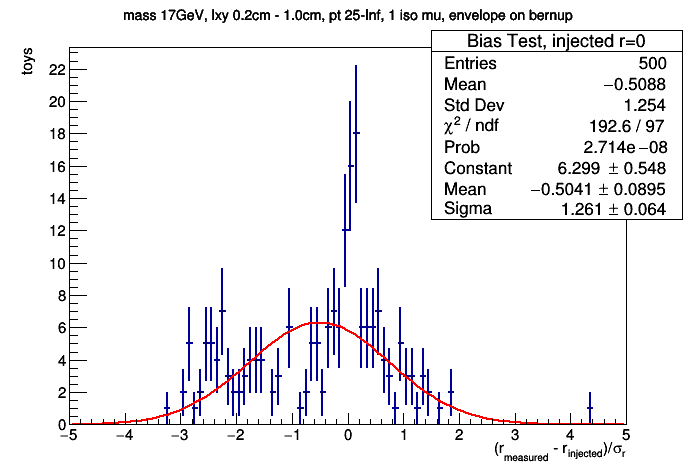 mass 17GeV, lxy 0.2cm - 1.0cm, pt 25-Inf, 1 iso mu, envelope on bernup
toys
Bias Test, injected r=0
Entries 500
Mean −0.5088
Std Dev 1.254
χ² / ndf 192.6 / 97
Prob 2.714e−08
Constant 6.299 ± 0.548
Mean −0.5041 ± 0.0895
Sigma 1.261 ± 0.064
22
20
18
16
14
12
10
8
6
4
2
0
−5 −4 −3 −2 −1 0 1 2 3 4 5
(r_measured - r_injected)/σ_r